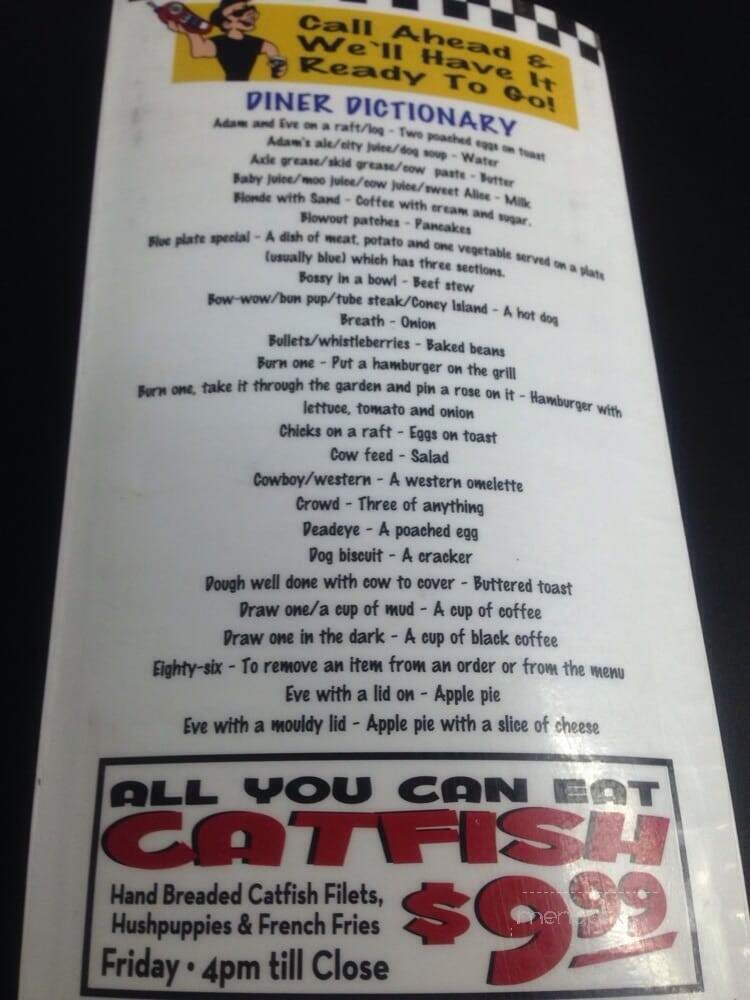 Call Ahead &
We'll Have It
Ready To Go!
DINER DICTIONARY
Adam and Eve on a raft/log - Two poached eggs on toast
Adam's ale/city juice/dog soup - Water
Axle grease/skid grease/cow paste - Butter
Baby juice/moo juice/cow juice/sweet Alice - Milk
Blonde with Sand - Coffee with cream and sugar.
Blowout patches - Pancakes
Blue plate special - A dish of meat, potato and one vegetable served on a plate
(usually blue) which has three sections.
Bossy in a bowl - Beef stew
Bow-wow/bun pup/tube steak/Coney Island - A hot dog
Breath - Onion
Bullets/whistleberries - Baked beans
Burn one - Put a hamburger on the grill
Burn one, take it through the garden and pin a rose on it - Hamburger with
lettuce, tomato and onion
Chicks on a raft - Eggs on toast
Cow feed - Salad
Cowboy/western - A western omelette
Crowd - Three of anything
Deadeye - A poached egg
Dog biscuit - A cracker
Dough well done with cow to cover - Buttered toast
Draw one/a cup of mud - A cup of coffee
Draw one in the dark - A cup of black coffee
Eighty-six - To remove an item from an order or from the menu
Eve with a lid on - Apple pie
Eve with a mouldy lid - Apple pie with a slice of cheese
ALL YOU CAN EAT
CATFISH
Hand Breaded Catfish Filets,
Hushpuppies & French Fries
Friday • 4pm till Close
$9.99